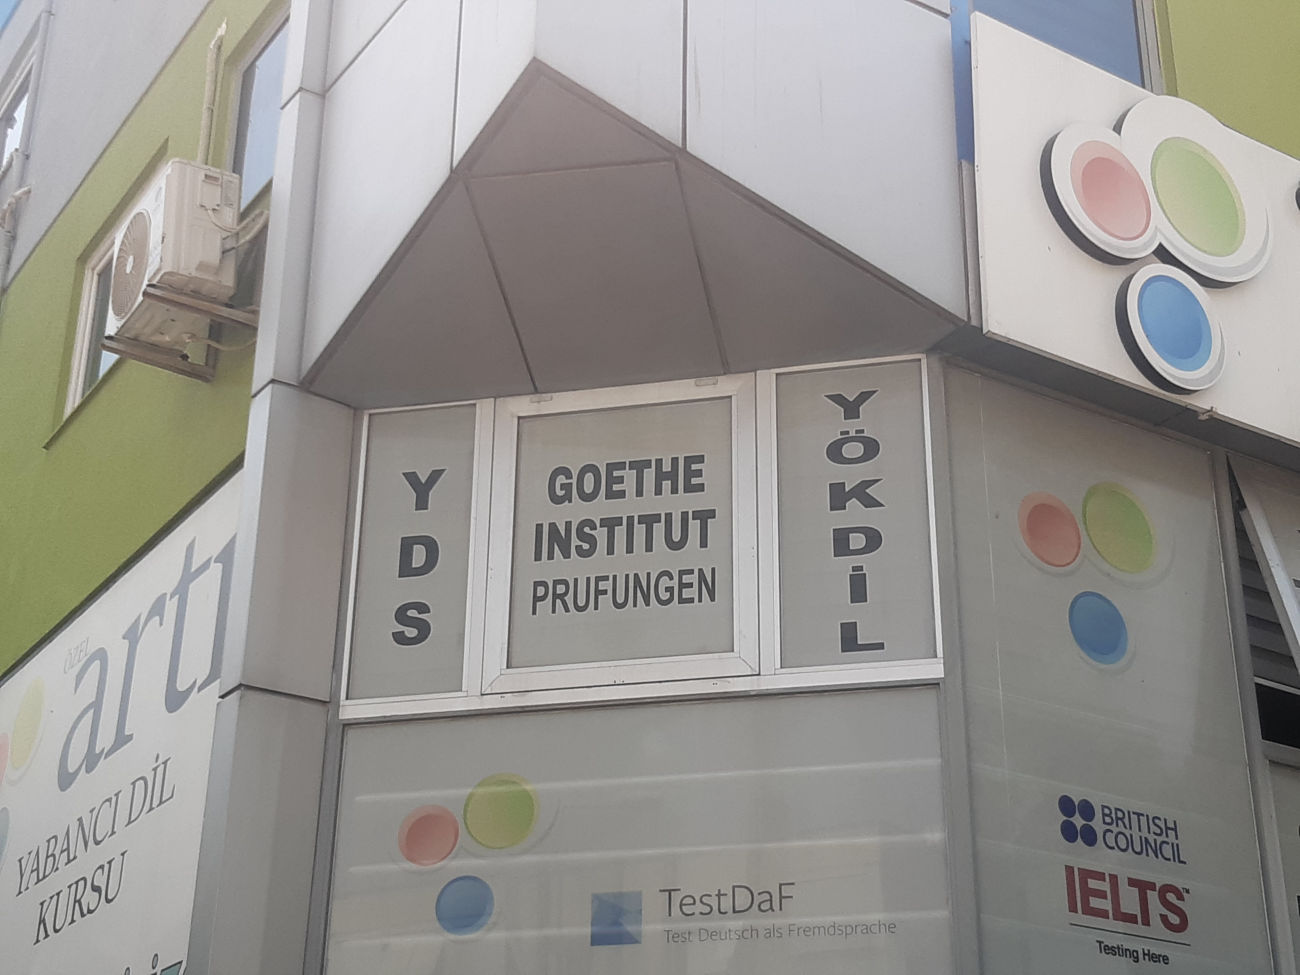 YDS
GOETHE
INSTITUT
PRUFUNGEN
YÖKDİL
ÖZEL
artı
YABANCI DİL
KURSU
TestDaF
Test Deutsch als Fremdsprache
BRITISH
COUNCIL
IELTS™
Testing Here